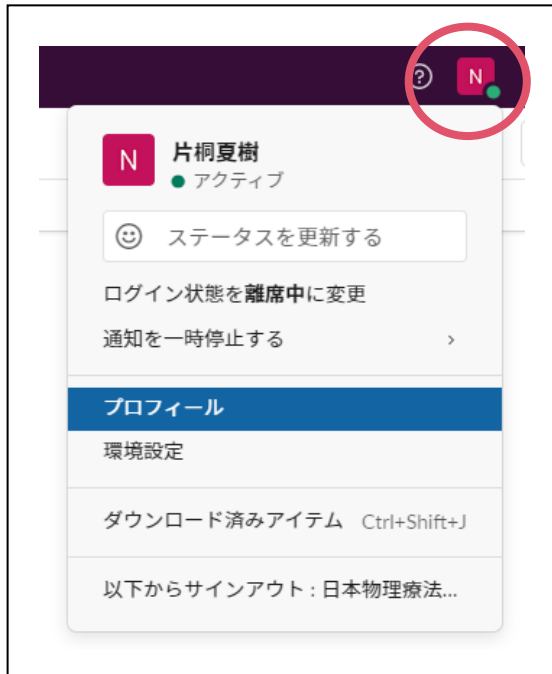 ?
N
N
片桐夏樹
アクティブ
ステータスを更新する
ログイン状態を離席中に変更
通知を一時停止する
プロフィール
環境設定
ダウンロード済みアイテム Ctrl+Shift+J
以下からサインアウト : 日本物理療法...